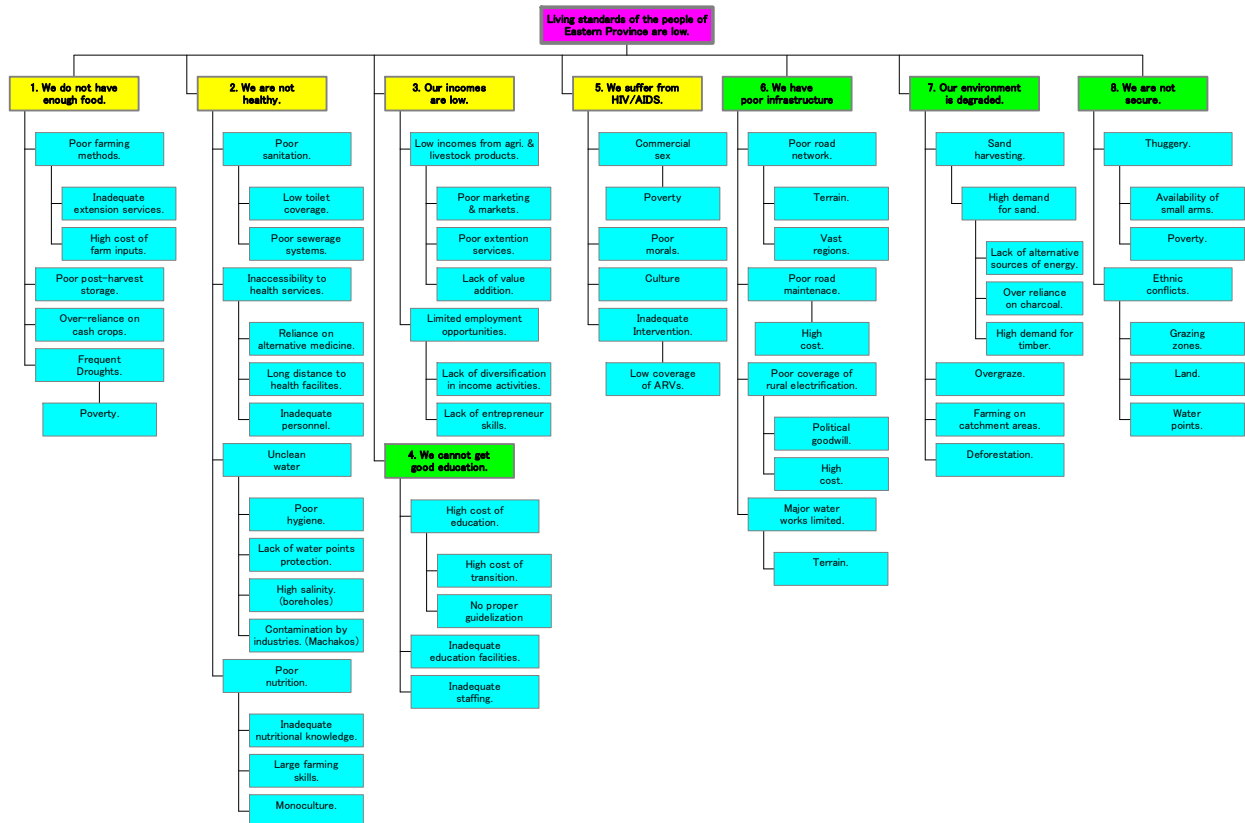 Living standards of the people of
Eastern Province are low.
1. We do not have
enough food.
Poor farming
methods.
Inadequate
extension services.
High cost of
farm inputs.
Poor post-harvest
storage.
Over-reliance on
cash crops.
Frequent
Droughts.
Poverty.
2. We are not
healthy.
Poor
sanitation.
Low toilet
coverage.
Poor sewerage
systems.
Inaccessibility to
health services.
Reliance on
alternative medicine.
Long distance to
health facilites.
Inadequate
personnel.
Unclean
water
Poor
hygiene.
Lack of water points
protection.
High salinity.
(boreholes)
Contamination by
industries. (Machakos)
Poor
nutrition.
Inadequate
nutritional knowledge.
Large farming
skills.
Monoculture.
3. Our incomes
are low.
Low incomes from agri. &
livestock products.
Poor marketing
& markets.
Poor extention
services.
Lack of value
addition.
Limited employment
opportunities.
Lack of diversification
in income activities.
Lack of entrepreneur
skills.
4. We cannot get
good education.
High cost of
education.
High cost of
transition.
No proper
guidelization
Inadequate
education facilities.
Inadequate
staffing.
5. We suffer from
HIV/AIDS.
Commercial
sex
Poverty
Poor
morals.
Culture
Inadequate
Intervention.
Low coverage
of ARVs.
6. We have
poor infrastructure
Poor road
network.
Terrain.
Vast
regions.
Poor road
maintenace.
High
cost.
Poor coverage of
rural electrification.
Political
goodwill.
High
cost.
Major water
works limited.
Terrain.
7. Our environment
is degraded.
Sand
harvesting.
High demand
for sand.
Lack of alternative
sources of energy.
Over reliance
on charcoal.
High demand for
timber.
Overgraze.
Farming on
catchment areas.
Deforestation.
8. We are not
secure.
Thuggery.
Availability of
small arms.
Poverty.
Ethnic
conflicts.
Grazing
zones.
Land.
Water
points.